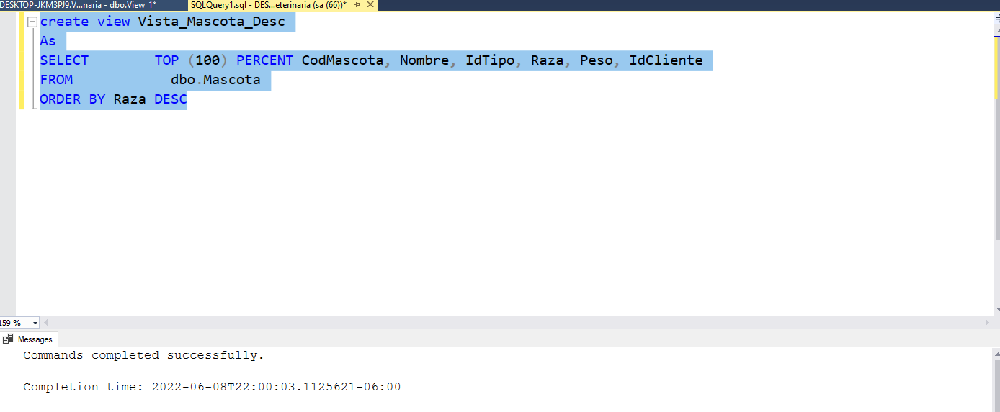 DESKTOP-JKM3PJ9.V...naria - dbo.View_1* SQLQuery1.sql - DES...eterinaria (sa (66))*
create view Vista_Mascota_Desc
As
SELECT TOP (100) PERCENT CodMascota, Nombre, IdTipo, Raza, Peso, IdCliente
FROM dbo.Mascota
ORDER BY Raza DESC
159 %
Messages
Commands completed successfully.
Completion time: 2022-06-08T22:00:03.1125621-06:00